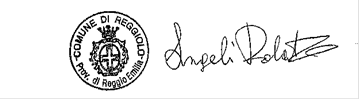 COMUNE DI REGGIOLO
Prov. di Reggio Emilia
Angeli